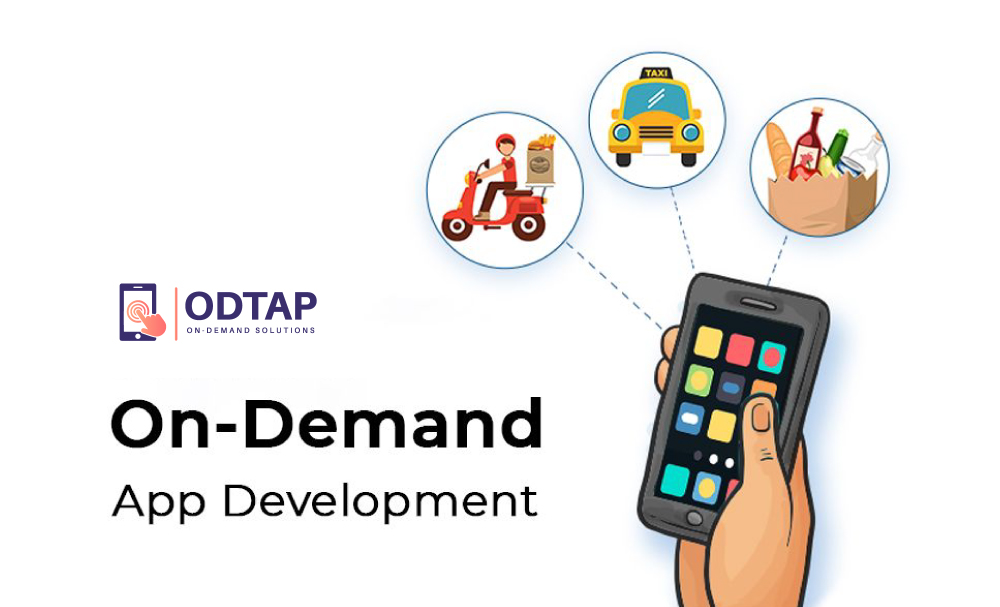 TAXI
ODTAP
ON-DEMAND SOLUTIONS
On-Demand
App Development